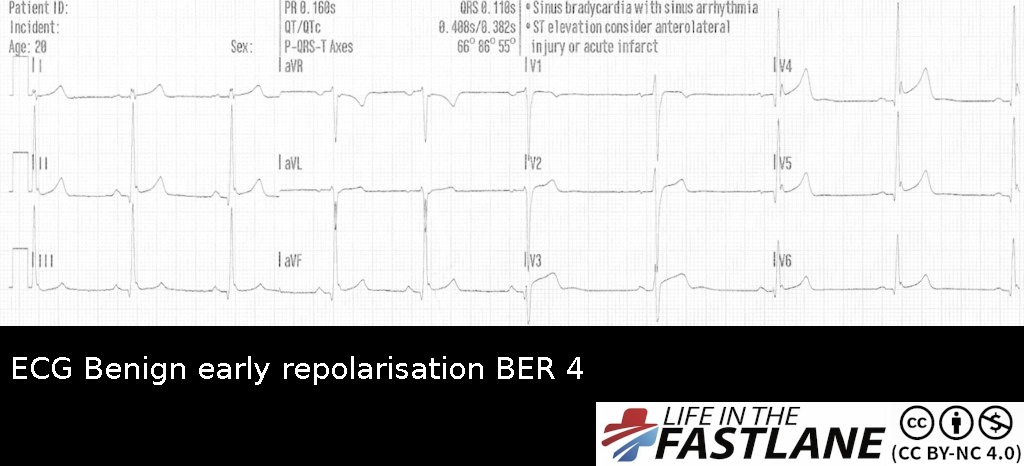 Patient ID: PR 0.160s QRS 0.110s • Sinus bradycardia with sinus arrhythmia
Incident: QT/QTc 0.408s/0.382s • ST elevation consider anterolateral
Age: 20 Sex: P-QRS-T Axes 66° 86° 55° injury or acute infarct
I aVR V1 V4
II aVL V2 V5
III aVF V3 V6
ECG Benign early repolarisation BER 4
LIFE IN THE
FASTLANE
(CC BY-NC 4.0)